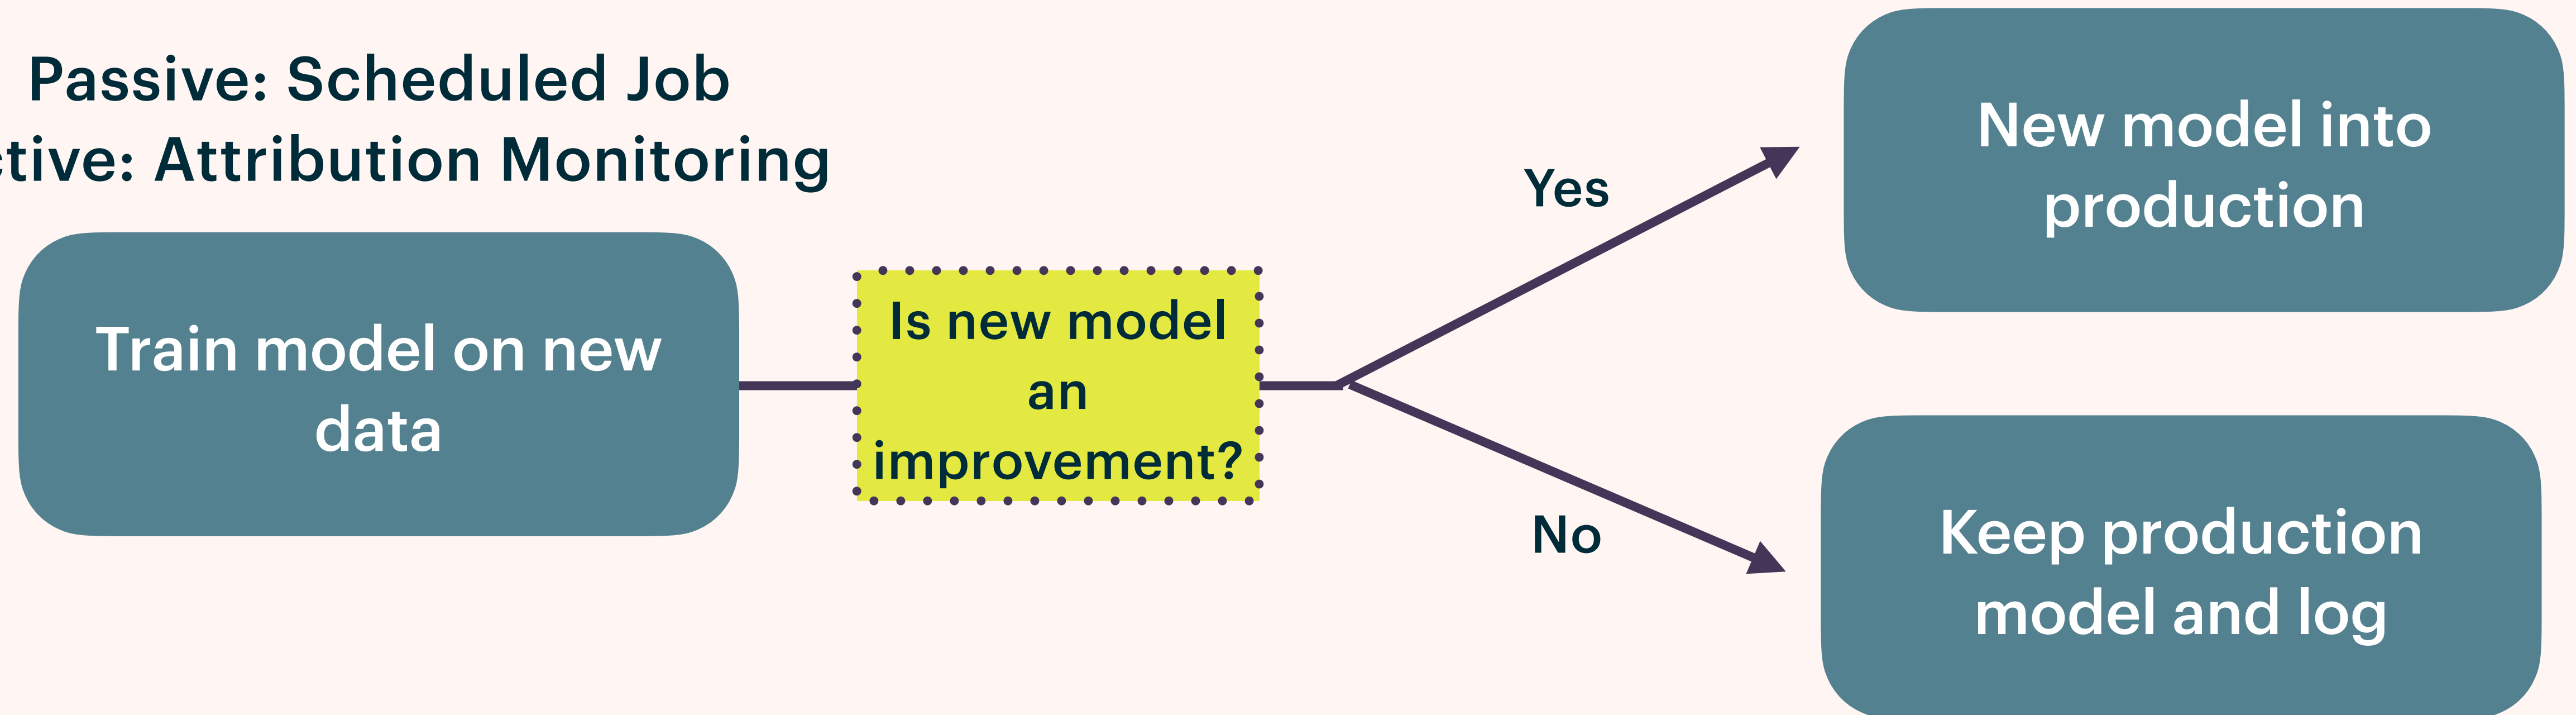 Passive: Scheduled Job
ctive: Attribution Monitoring
Train model on new
data
Is new model
an
improvement?
Yes
No
New model into
production
Keep production
model and log